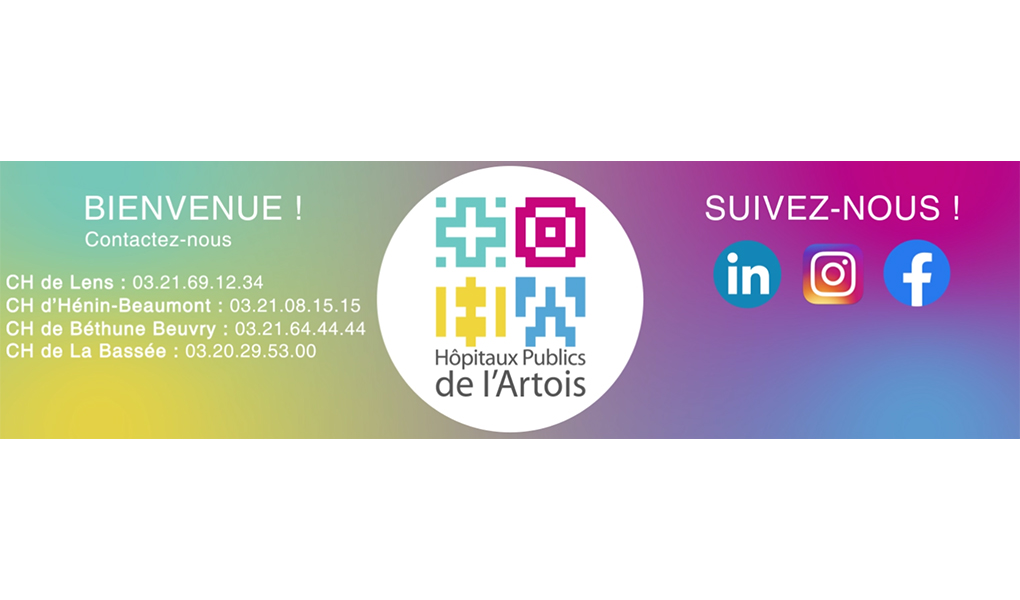 BIENVENUE !
Contactez-nous
CH de Lens : 03.21.69.12.34
CH d'Hénin-Beaumont : 03.21.08.15.15
CH de Béthune Beuvry : 03.21.64.44.44
CH de La Bassée : 03.20.29.53.00
Hôpitaux Publics
de l'Artois
SUIVEZ-NOUS !
in
f